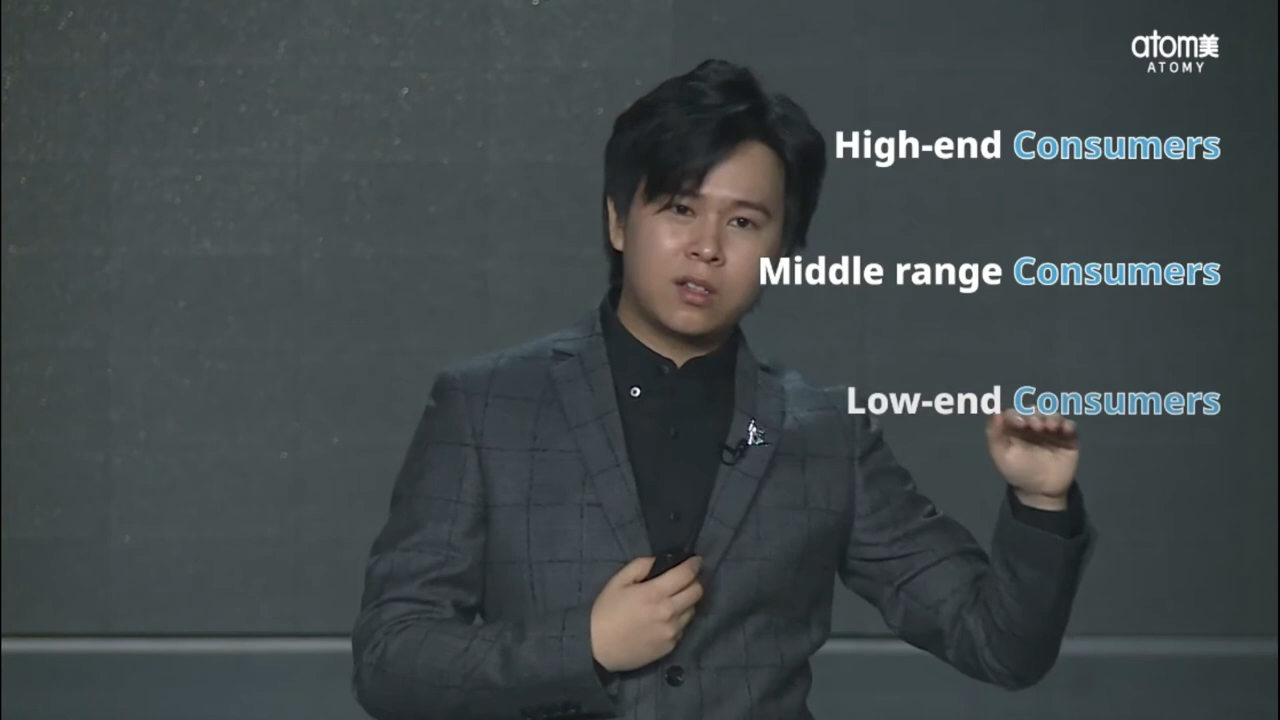 atom美
ATOMY
High-end Consumers
Middle range Consumers
Low-end Consumers